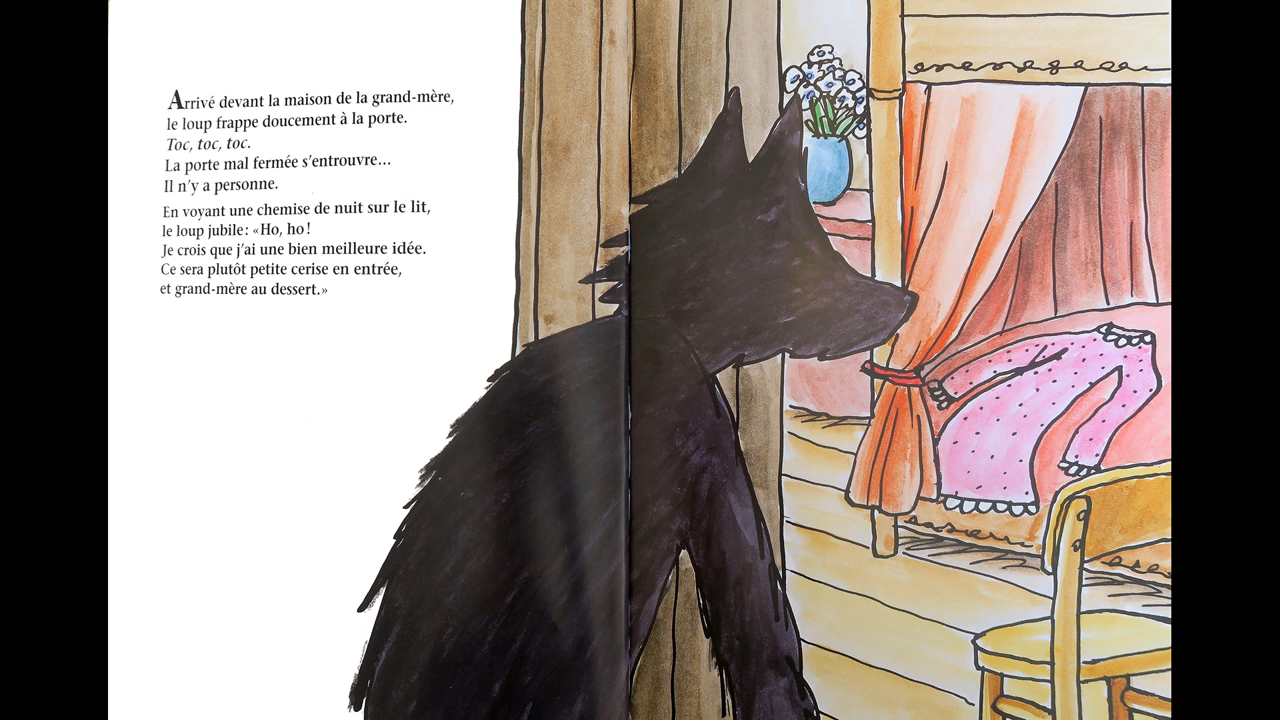 Arrivé devant la maison de la grand-mère,
le loup frappe doucement à la porte.
Toc, toc, toc.
La porte mal fermée s'entrouvre…
Il n'y a personne.
En voyant une chemise de nuit sur le lit,
le loup jubile : «Ho, ho !
Je crois que j'ai une bien meilleure idée.
Ce sera plutôt petite cerise en entrée,
et grand-mère au dessert.»